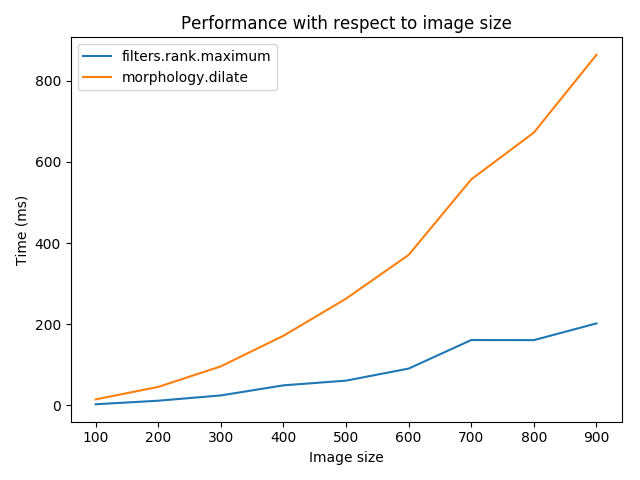 Performance with respect to image size
filters.rank.maximum
morphology.dilate
800
600
400
200
0
Time (ms)
100 200 300 400 500 600 700 800 900
Image size